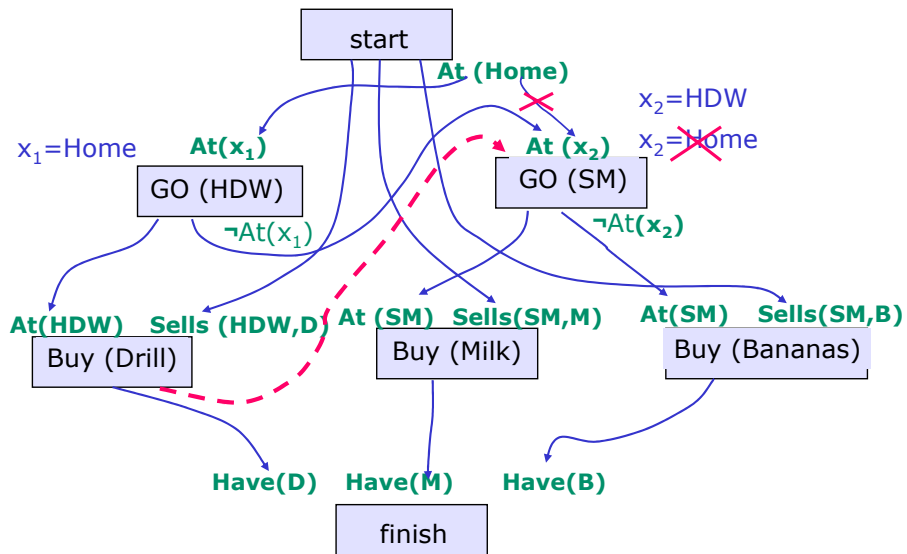 start
At (Home)
x₂=HDW
x₁=Home
At(x₁)
At (x₂)
x₂=Home
GO (HDW)
GO (SM)
¬At(x₁)
¬At(x₂)
At(HDW)
Sells (HDW,D)
At (SM)
Sells(SM,M)
At(SM)
Sells(SM,B)
Buy (Drill)
Buy (Milk)
Buy (Bananas)
Have(D)
Have(M)
Have(B)
finish